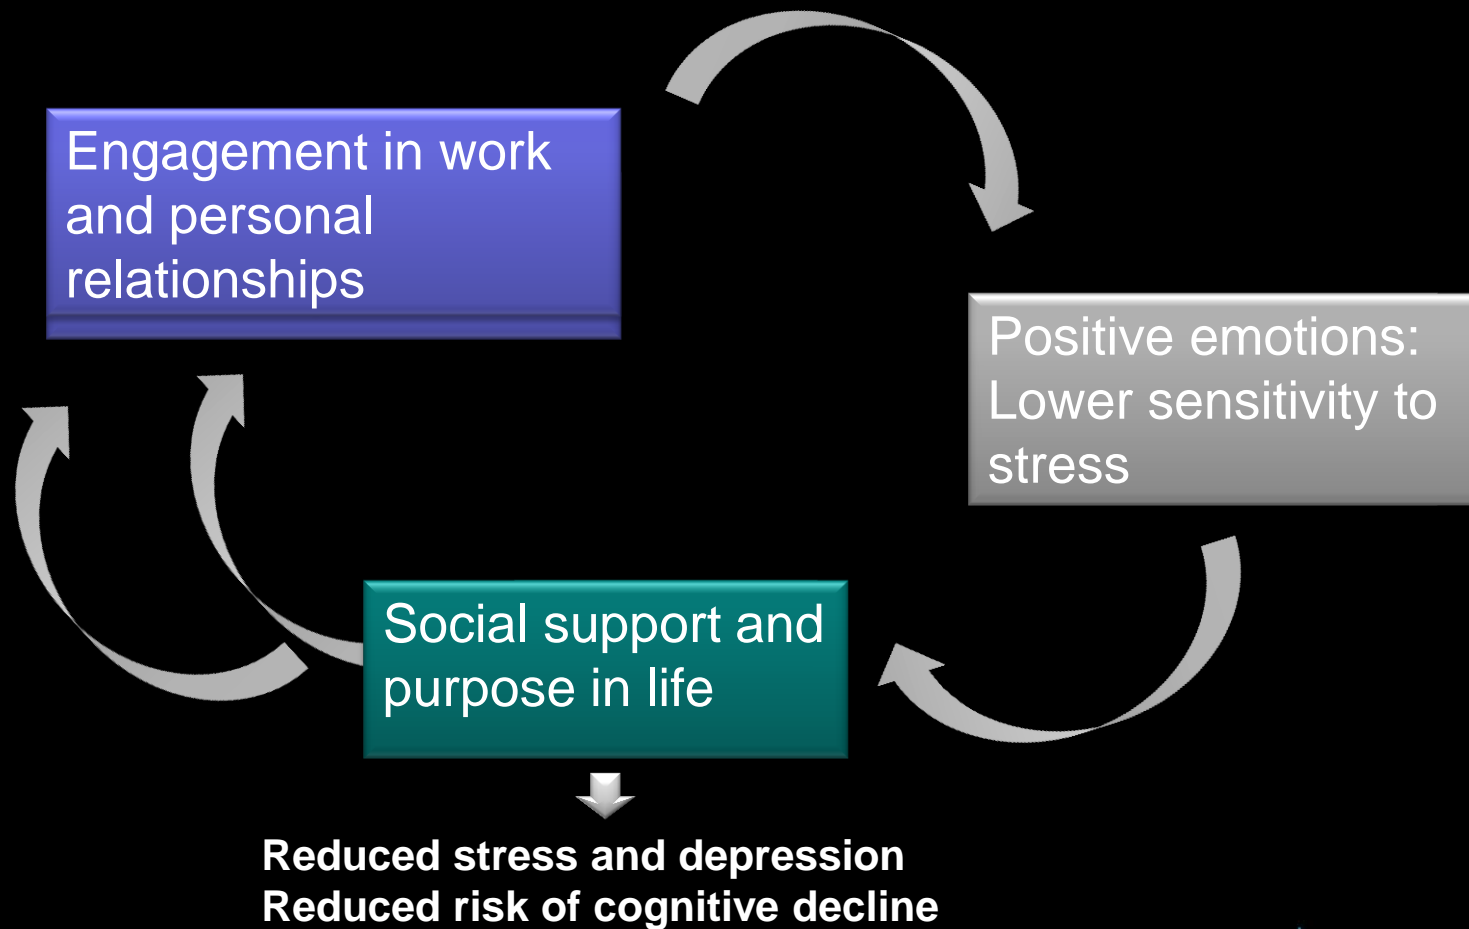 Engagement in work
and personal
relationships
Positive emotions:
Lower sensitivity to
stress
Social support and
purpose in life
Reduced stress and depression
Reduced risk of cognitive decline